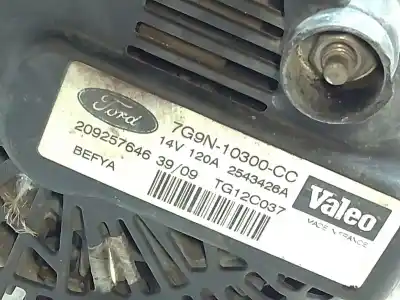 Ford
7G9N-10300-CC
14V 120A 2543426A
209257646 39/09 TG12C037
BEFYA
Valeo
MADE IN FRANCE